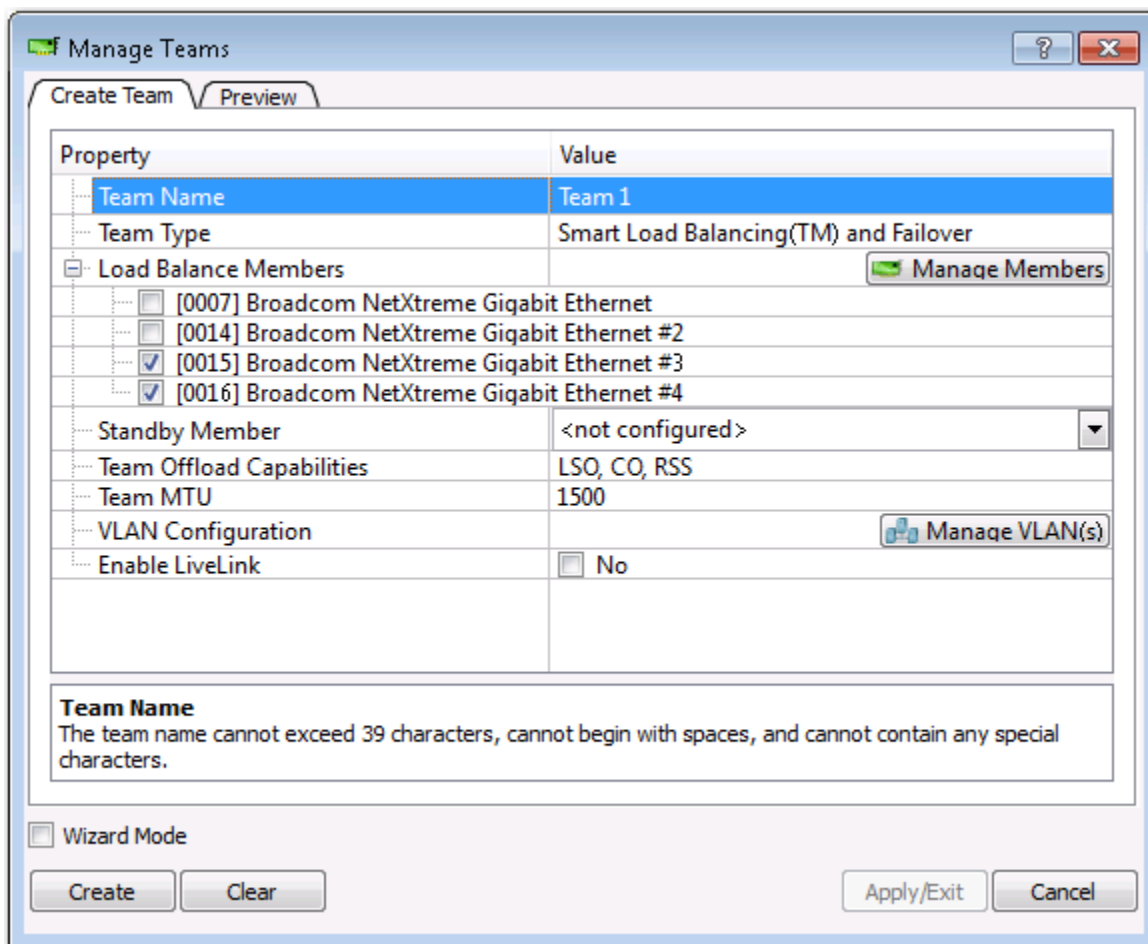 Manage Teams
Create Team Preview
Property Value
Team Name Team 1
Team Type Smart Load Balancing(TM) and Failover
Load Balance Members Manage Members
[0007] Broadcom NetXtreme Gigabit Ethernet
[0014] Broadcom NetXtreme Gigabit Ethernet #2
[0015] Broadcom NetXtreme Gigabit Ethernet #3
[0016] Broadcom NetXtreme Gigabit Ethernet #4
Standby Member <not configured>
Team Offload Capabilities LSO, CO, RSS
Team MTU 1500
VLAN Configuration Manage VLAN(s)
Enable LiveLink No
Team Name
The team name cannot exceed 39 characters, cannot begin with spaces, and cannot contain any special
characters.
Wizard Mode
Create Clear Apply/Exit Cancel